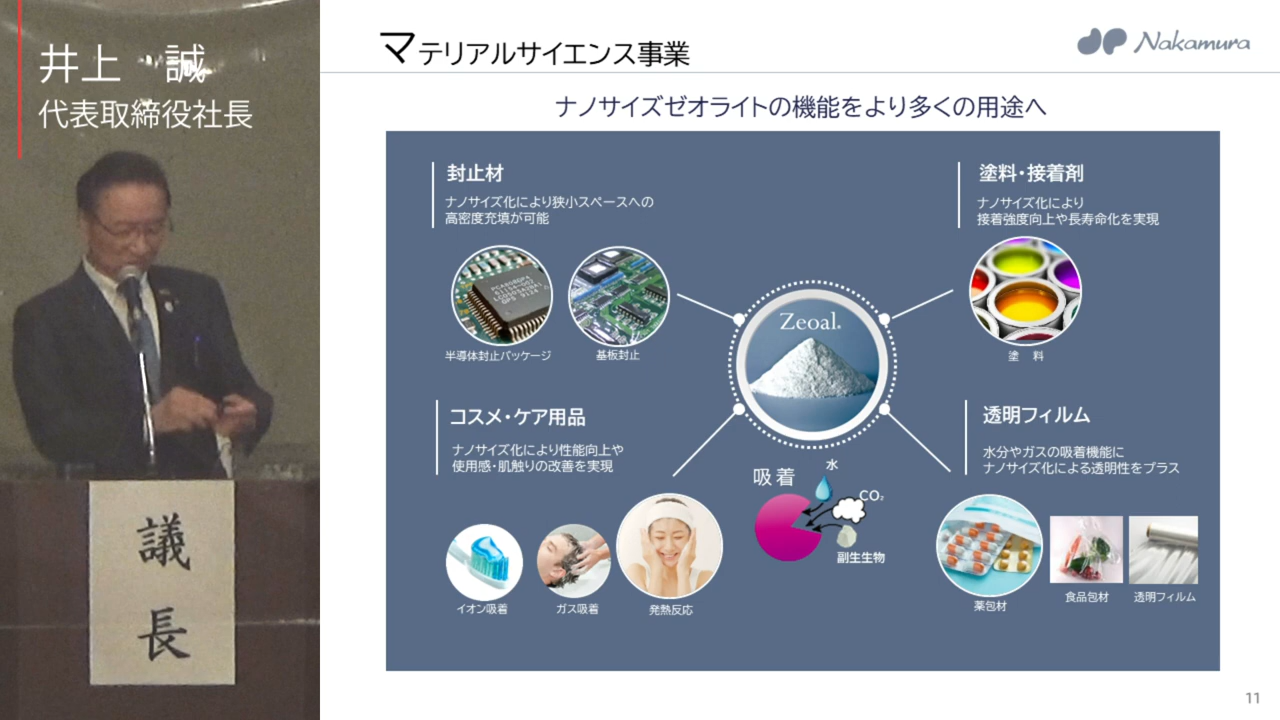 井上 誠
代表取締役社長
議
長
マテリアルサイエンス事業
Nakamura
ナノサイズゼオライトの機能をより多くの用途へ
封止材
ナノサイズ化により狭小スペースへの
高密度充填が可能
半導体封止パッケージ
基板封止
塗料・接着剤
ナノサイズ化により
接着強度向上や長寿命化を実現
塗 料
Zeoal®
コスメ・ケア用品
ナノサイズ化により性能向上や
使用感・肌触りの改善を実現
イオン吸着
ガス吸着
発熱反応
吸着
水
CO₂
副生生物
透明フィルム
水分やガスの吸着機能に
ナノサイズ化による透明性をプラス
薬包材
食品包材
透明フィルム
11